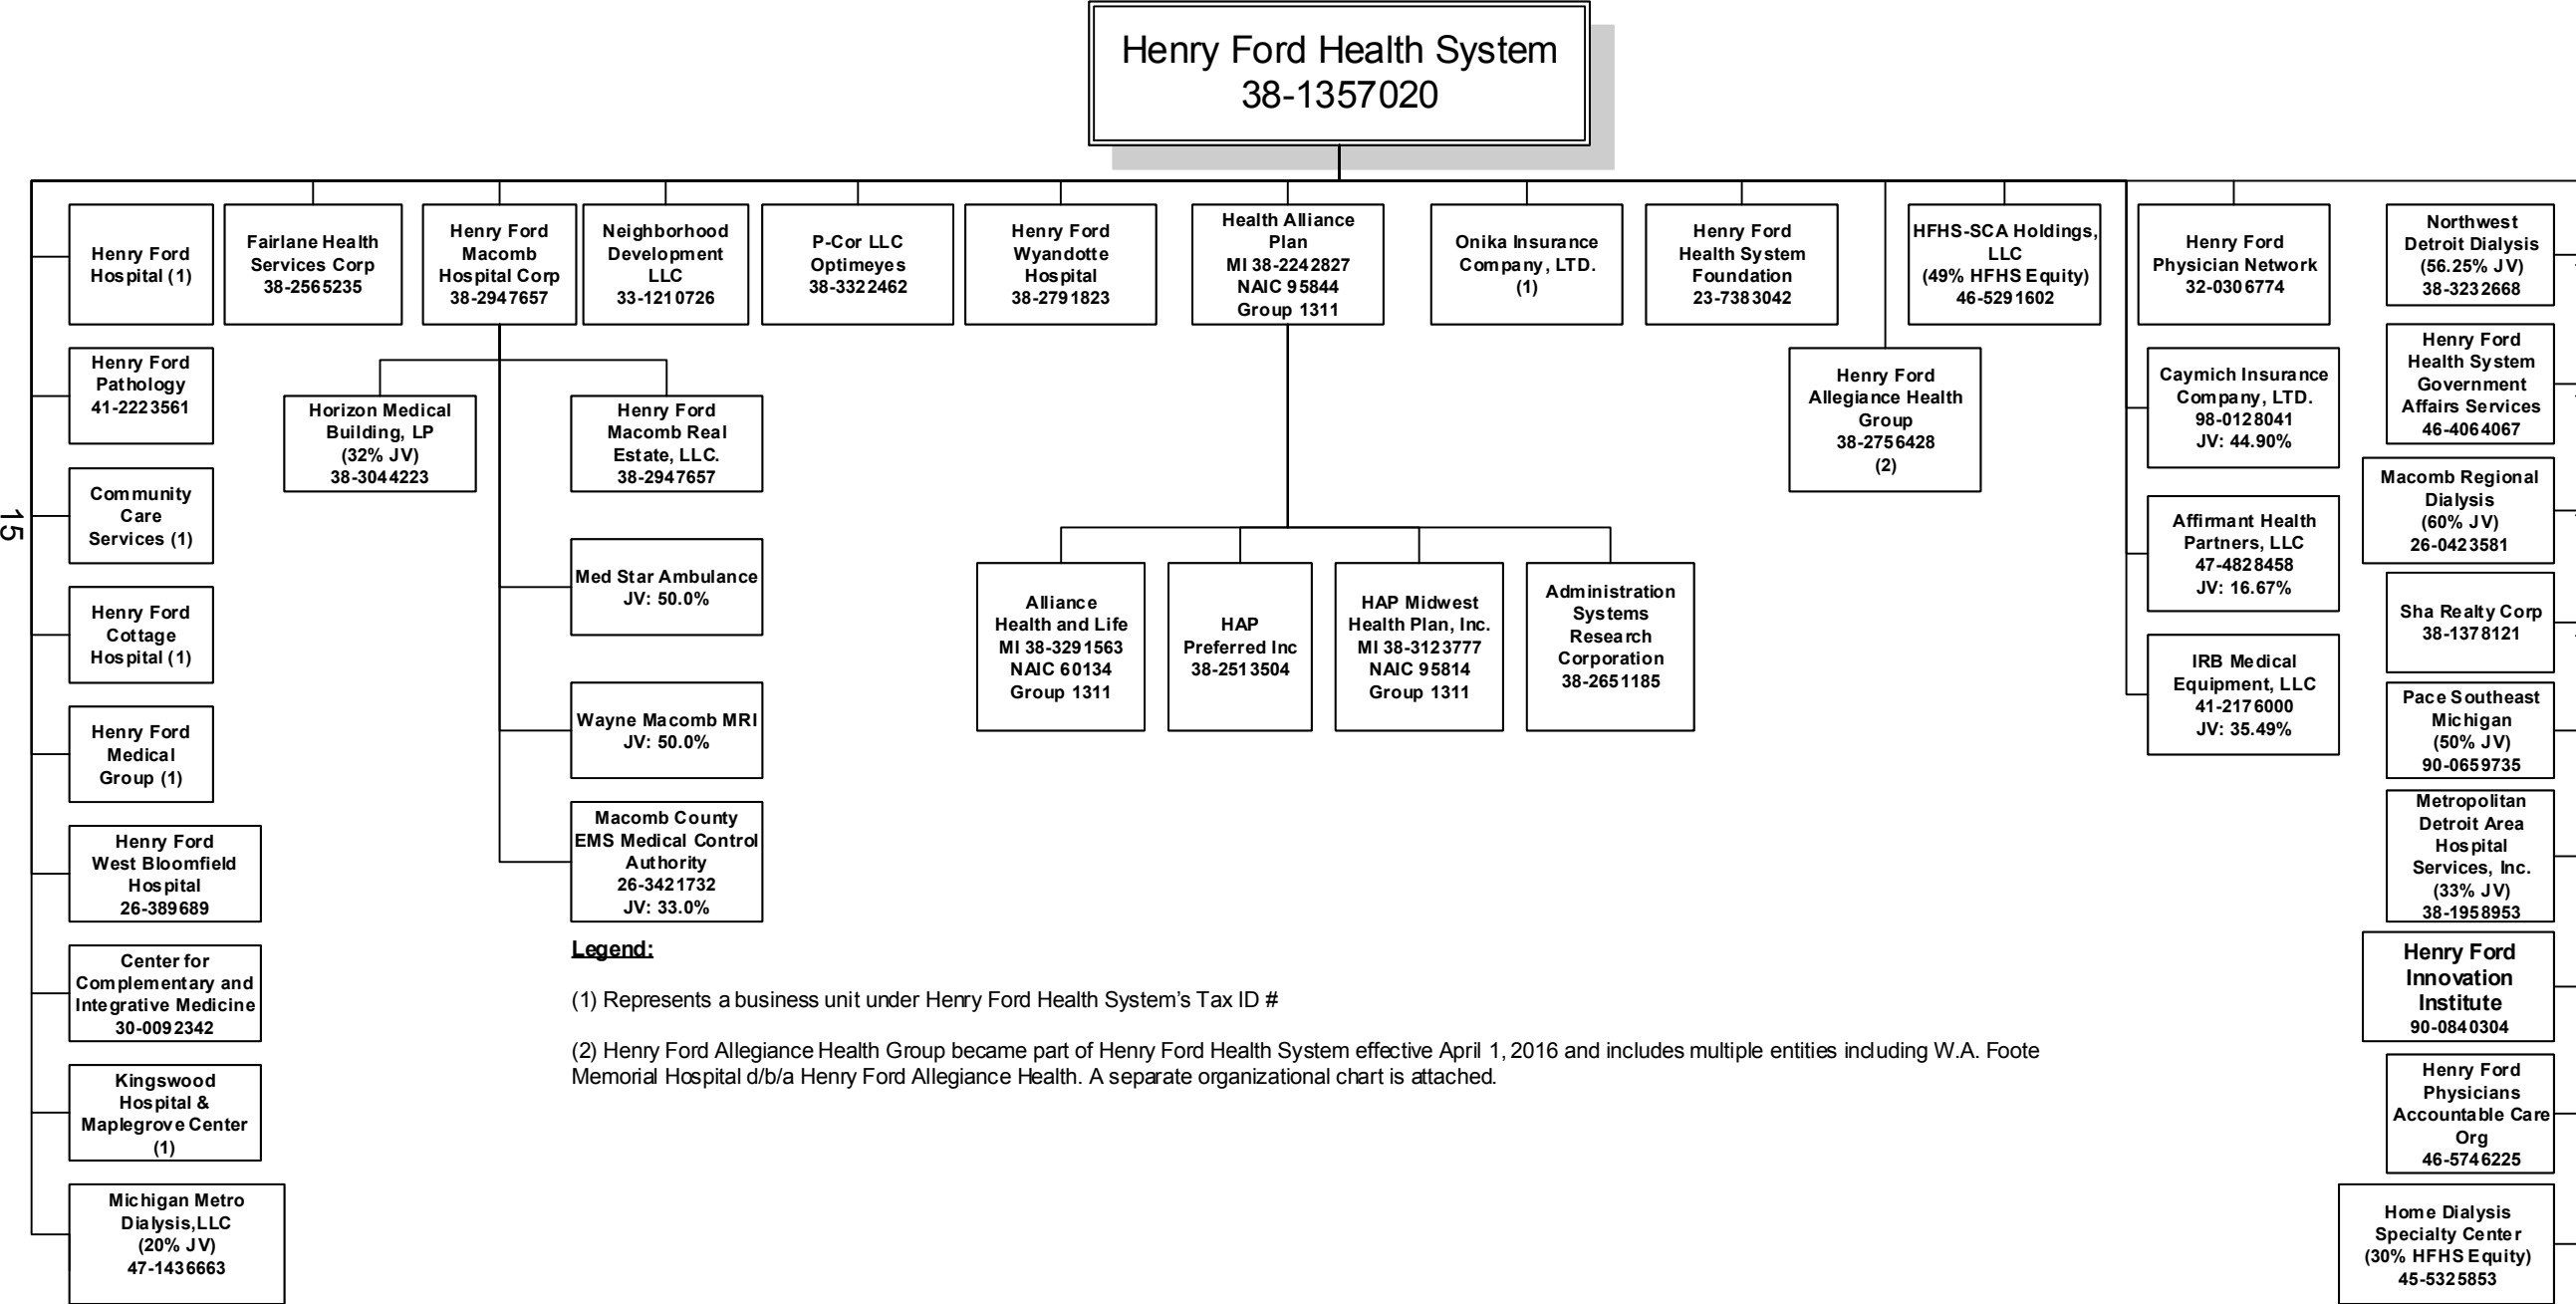 Henry Ford Health System
38-1357020
Henry Ford
Hospital (1)
Fairlane Health
Services Corp
38-2565235
Henry Ford
Macomb
Hospital Corp
38-2947657
Neighborhood
Development
LLC
33-1210726
P-Cor LLC
Optimeyes
38-3322462
Henry Ford
Wyandotte
Hospital
38-2791823
Health Alliance
Plan
MI 38-2242827
NAIC 95844
Group 1311
Onika Insurance
Company, LTD.
(1)
Henry Ford
Health System
Foundation
23-7383042
HFHS-SCA Holdings,
LLC
(49% HFHS Equity)
46-5291602
Henry Ford
Physician Network
32-0306774
Northwest
Detroit Dialysis
(56.25% JV)
38-3232668
Henry Ford
Pathology
41-2223561
Horizon Medical
Building, LP
(32% JV)
38-3044223
Henry Ford
Macomb Real
Estate, LLC.
38-2947657
Henry Ford
Allegiance Health
Group
38-2756428
(2)
Caymich Insurance
Company, LTD.
98-0128041
JV: 44.90%
Henry Ford
Health System
Government
Affairs Services
46-4064067
Community
Care
Services (1)
15
Med Star Ambulance
JV: 50.0%
Alliance
Health and Life
MI 38-3291563
NAIC 60134
Group 1311
HAP
Preferred Inc
38-2513504
HAP Midwest
Health Plan, Inc.
MI 38-3123777
NAIC 95814
Group 1311
Administration
Systems
Research
Corporation
38-2651185
Affirmant Health
Partners, LLC
47-4828458
JV: 16.67%
Macomb Regional
Dialysis
(60% JV)
26-0423581
Henry Ford
Cottage
Hospital (1)
Sha Realty Corp
38-1378121
Henry Ford
Medical
Group (1)
Wayne Macomb MRI
JV: 50.0%
IRB Medical
Equipment, LLC
41-2176000
JV: 35.49%
Pace Southeast
Michigan
(50% JV)
90-0659735
Henry Ford
West Bloomfield
Hospital
26-389689
Macomb County
EMS Medical Control
Authority
26-3421732
JV: 33.0%
Metropolitan
Detroit Area
Hospital
Services, Inc.
(33% JV)
38-1958953
Center for
Complementary and
Integrative Medicine
30-0092342
Henry Ford
Innovation
Institute
90-0840304
Kingswood
Hospital &
Maplegrove Center
(1)
Henry Ford
Physicians
Accountable Care
Org
46-5746225
Michigan Metro
Dialysis,LLC
(20% JV)
47-1436663
Home Dialysis
Specialty Center
(30% HFHS Equity)
45-5325853
Legend:
(1) Represents a business unit under Henry Ford Health System's Tax ID #
(2) Henry Ford Allegiance Health Group became part of Henry Ford Health System effective April 1, 2016 and includes multiple entities including W.A. Foote
Memorial Hospital d/b/a Henry Ford Allegiance Health. A separate organizational chart is attached.